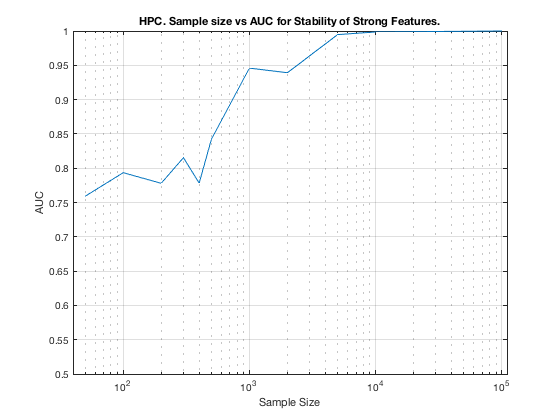 HPC. Sample size vs AUC for Stability of Strong Features.
1
0.95
0.9
0.85
0.8
0.75
0.7
0.65
0.6
0.55
0.5
AUC
10² 10³ 10⁴ 10⁵
Sample Size